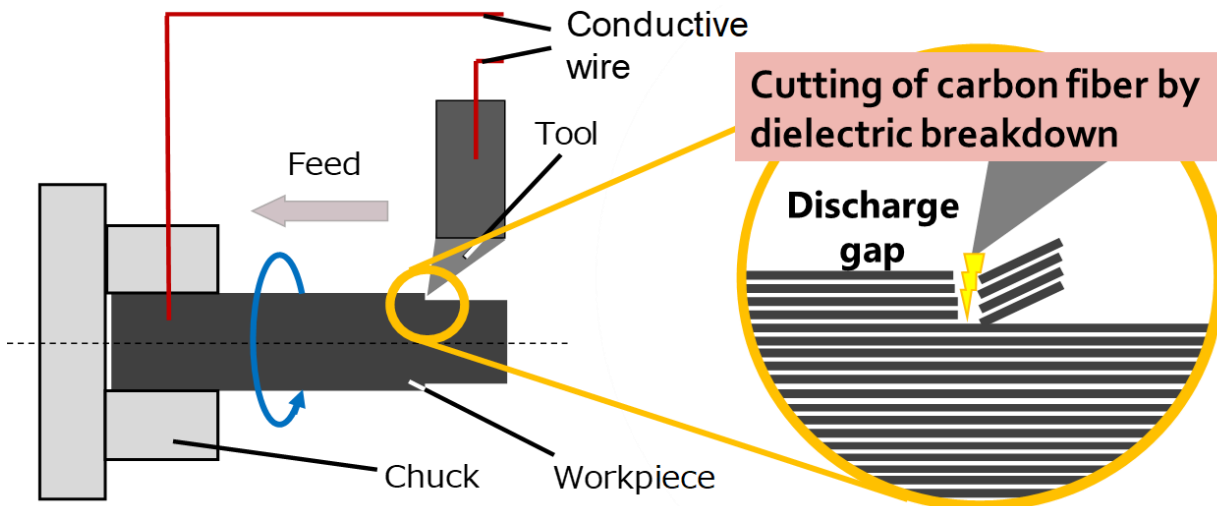 Conductive
wire
Tool
Feed
Chuck
Workpiece
Cutting of carbon fiber by
dielectric breakdown
Discharge
gap